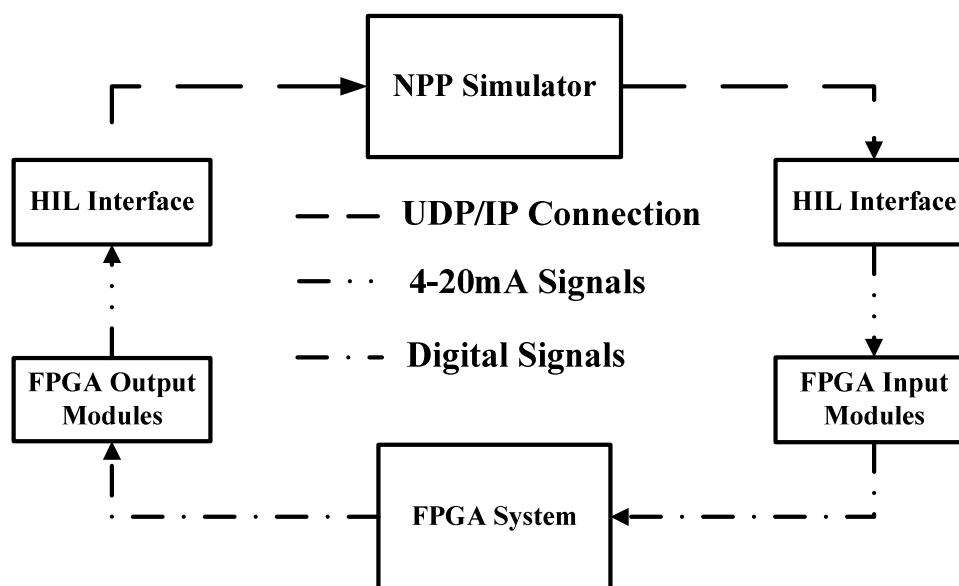 NPP Simulator
HIL Interface
HIL Interface
UDP/IP Connection
4-20mA Signals
Digital Signals
FPGA Output
Modules
FPGA Input
Modules
FPGA System